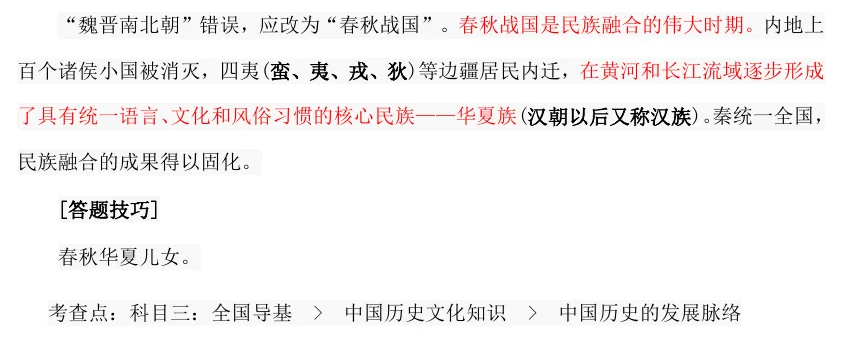 “魏晋南北朝”错误，应改为“春秋战国”。春秋战国是民族融合的伟大时期。内地上
百个诸侯小国被消灭，四夷(蛮、夷、戎、狄)等边疆居民内迁，在黄河和长江流域逐步形成
了具有统一语言、文化和风俗习惯的核心民族——华夏族(汉朝以后又称汉族)。秦统一全国，
民族融合的成果得以固化。
[答题技巧]
春秋华夏儿女。
考查点：科目三：全国导基 > 中国历史文化知识 > 中国历史的发展脉络